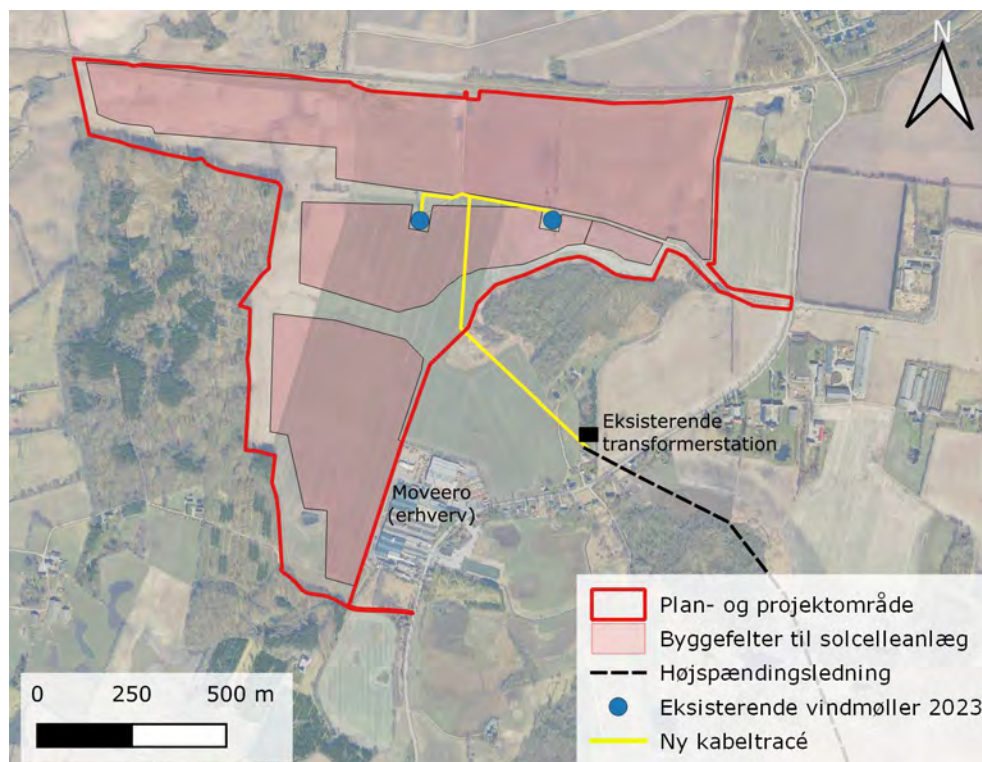 N
Eksisterende
transformerstation
Moveero
(erhverv)
Plan- og projektområde
Byggefelter til solcelleanlæg
Højspændingsledning
Eksisterende vindmøller 2023
Ny kabeltracé
0 250 500 m